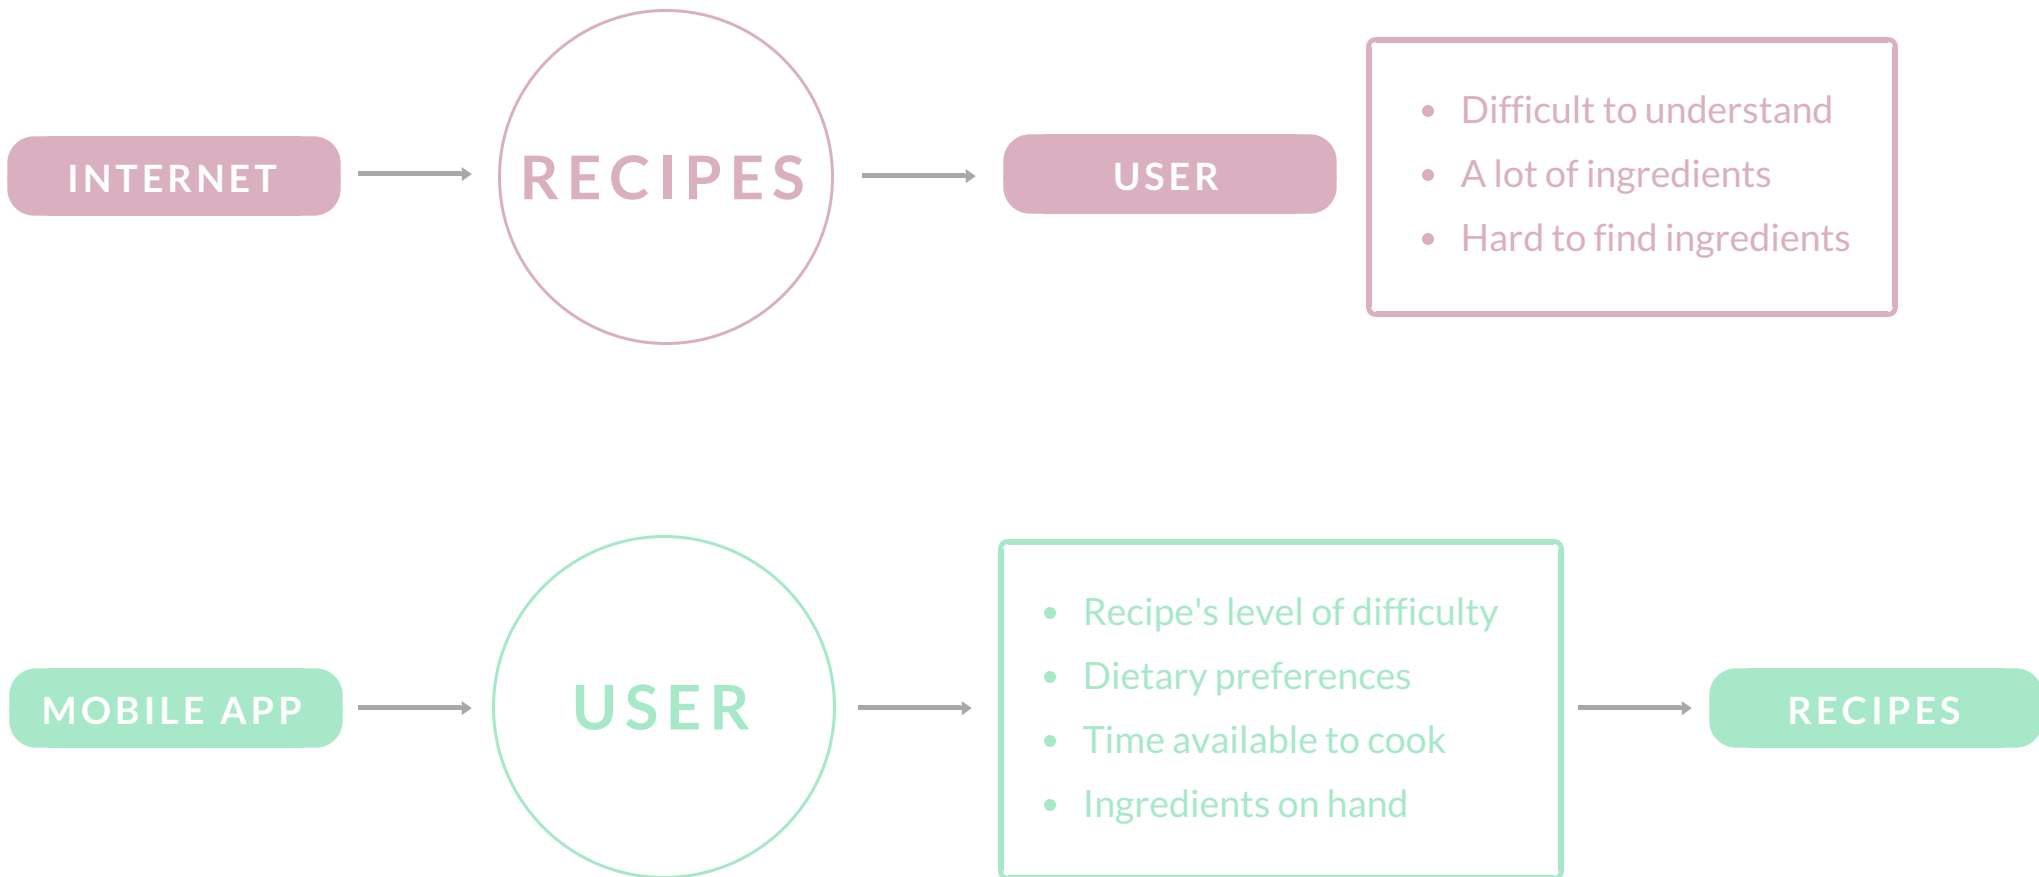 INTERNET
RECIPES
USER
• Difficult to understand
• A lot of ingredients
• Hard to find ingredients
MOBILE APP
USER
• Recipe's level of difficulty
• Dietary preferences
• Time available to cook
• Ingredients on hand
RECIPES